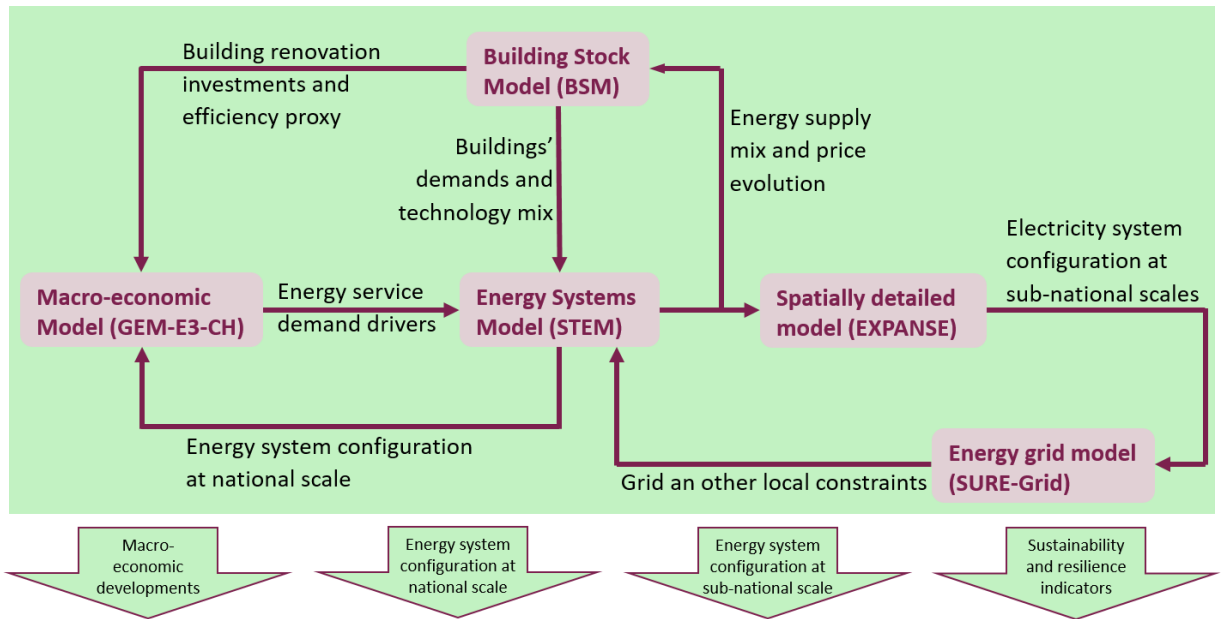 Building renovation
investments and
efficiency proxy
Building Stock
Model (BSM)
Energy supply
mix and price
evolution
Buildings’
demands and
technology mix
Electricity system
configuration at
sub-national scales
Macro-economic
Model (GEM-E3-CH)
Energy service
demand drivers
Energy Systems
Model (STEM)
Spatially detailed
model (EXPANSE)
Energy system configuration
at national scale
Grid an other local constraints
Energy grid model
(SURE-Grid)
Macro-
economic
developments
Energy system
configuration at
national scale
Energy system
configuration at
sub-national scale
Sustainability
and resilience
indicators